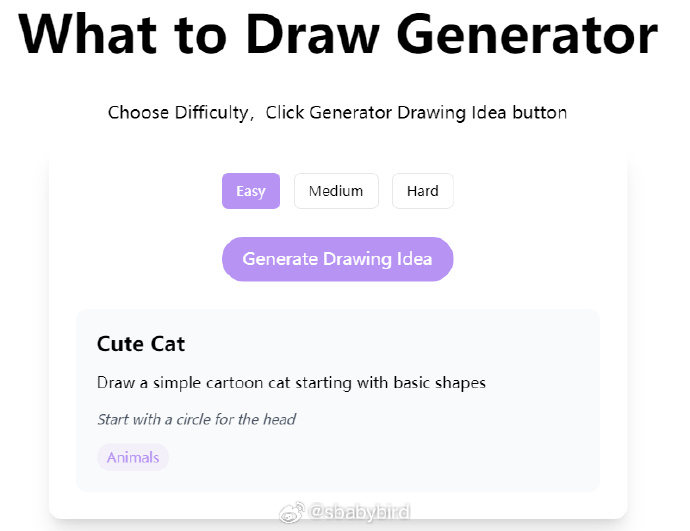 What to Draw Generator
Choose Difficulty，Click Generator Drawing Idea button
Easy Medium Hard
Generate Drawing Idea
Cute Cat
Draw a simple cartoon cat starting with basic shapes
Start with a circle for the head
Animals
@sbabybird